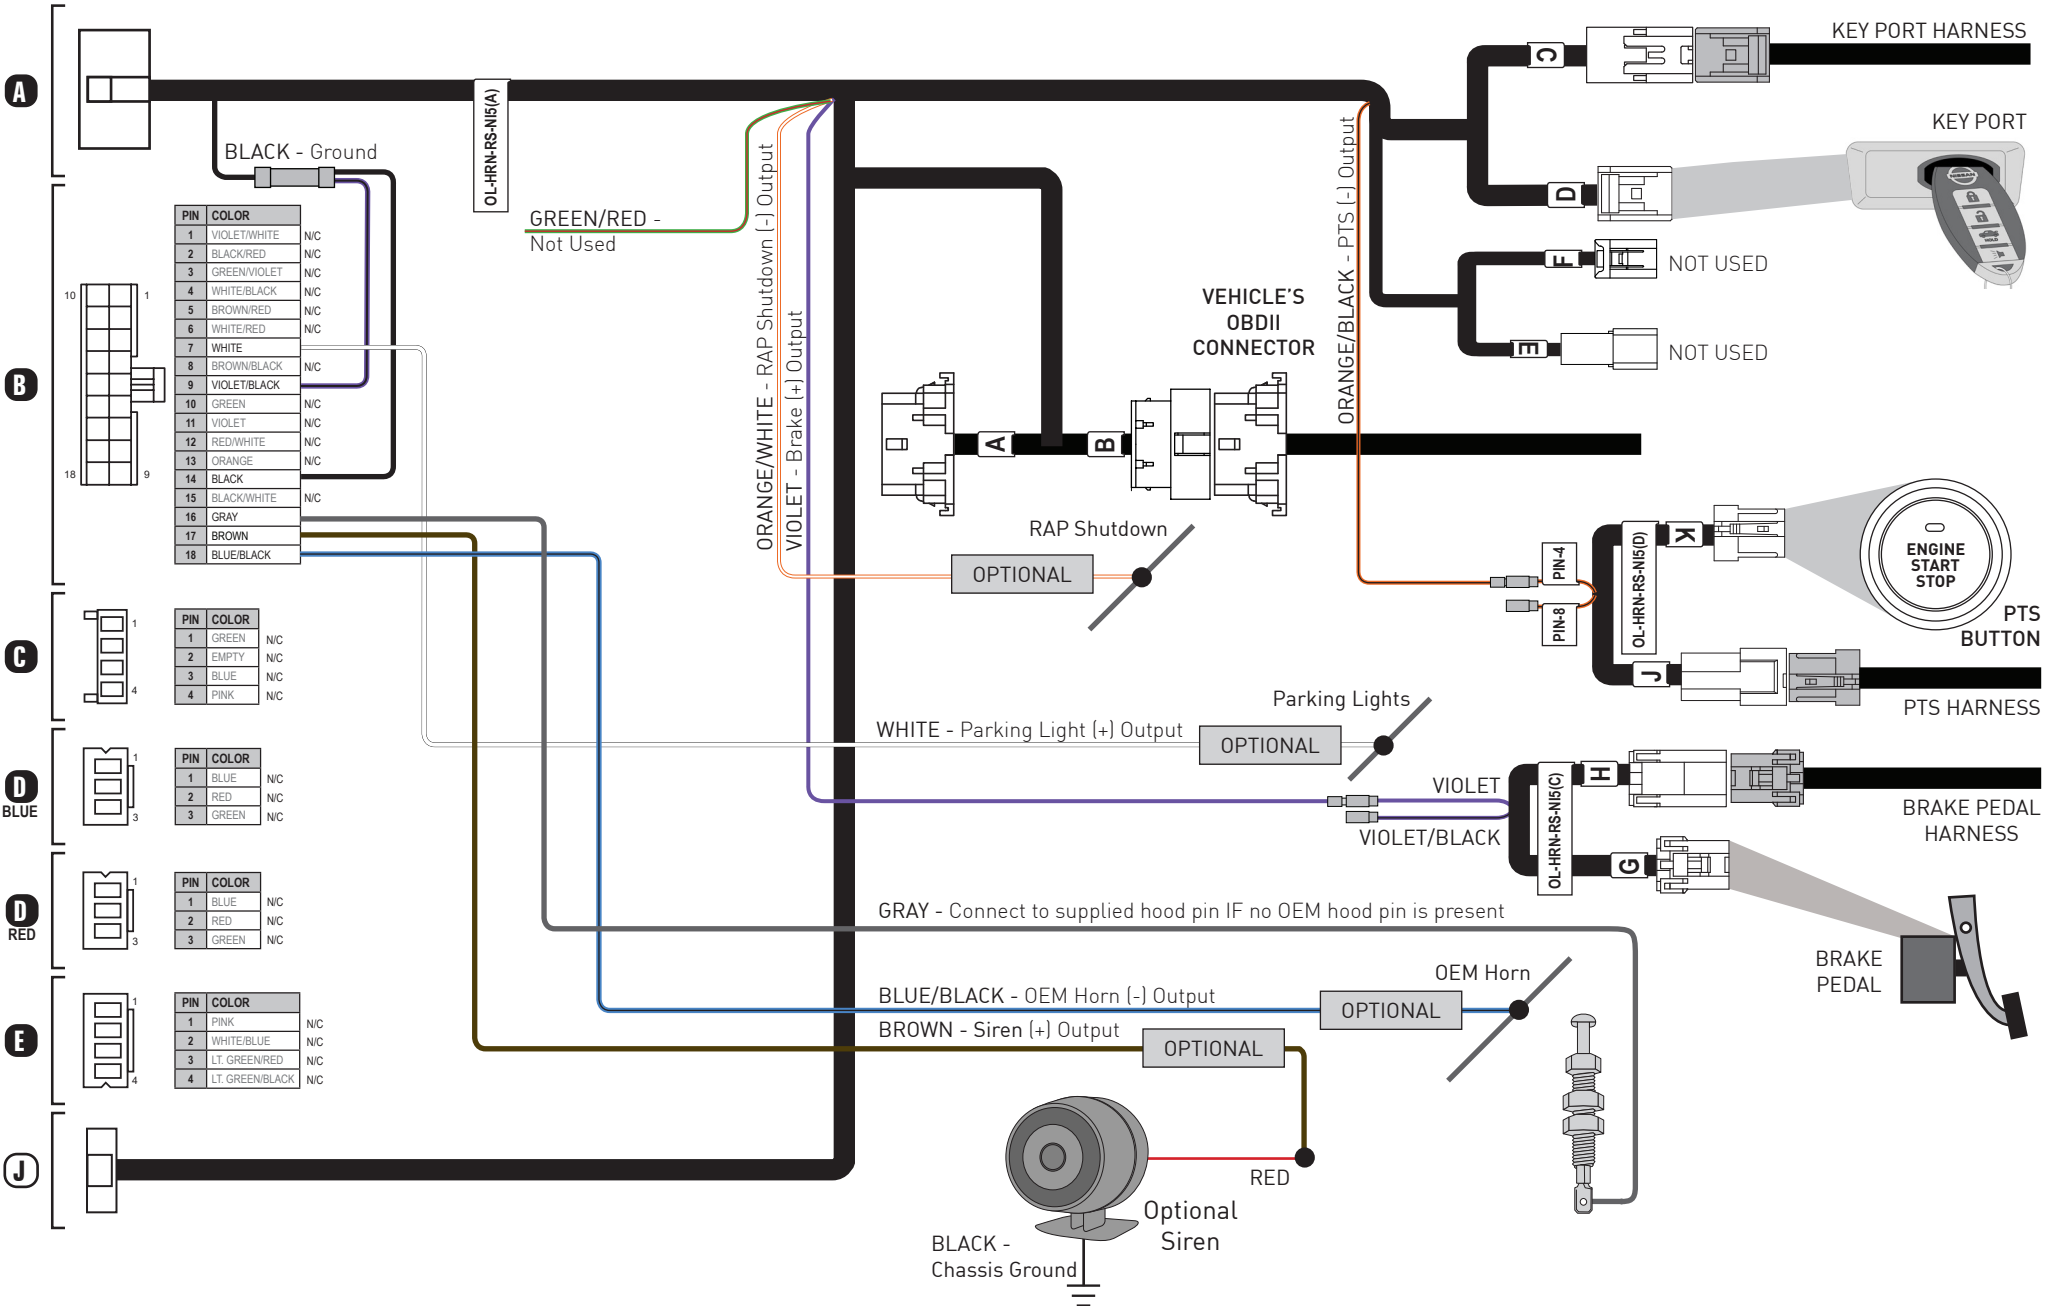 A
BLACK - Ground
OL-HRN-RS-NI5(A)
GREEN/RED -
Not Used
ORANGE/WHITE - RAP Shutdown (-) Output
VIOLET - Brake (+) Output
ORANGE/BLACK - PTS (-) Output
C
KEY PORT HARNESS
KEY PORT
D
F
NOT USED
E
NOT USED
VEHICLE'S
OBDII
CONNECTOR
A
B
B
10
1
18
9
PIN COLOR
1 VIOLET/WHITE N/C
2 BLACK/RED N/C
3 GREEN/VIOLET N/C
4 WHITE/BLACK N/C
5 BROWN/RED N/C
6 WHITE/RED N/C
7 WHITE
8 BROWN/BLACK N/C
9 VIOLET/BLACK
10 GREEN N/C
11 VIOLET N/C
12 RED/WHITE N/C
13 ORANGE N/C
14 BLACK
15 BLACK/WHITE N/C
16 GRAY
17 BROWN
18 BLUE/BLACK
RAP Shutdown
OPTIONAL
PIN-4
PIN-8
OL-HRN-RS-NI5(D)
K
ENGINE
START
STOP
PTS
BUTTON
J
PTS HARNESS
C
1
4
PIN COLOR
1 GREEN N/C
2 EMPTY N/C
3 BLUE N/C
4 PINK N/C
Parking Lights
WHITE - Parking Light (+) Output
OPTIONAL
D
BLUE
1
3
PIN COLOR
1 BLUE N/C
2 RED N/C
3 GREEN N/C
VIOLET
VIOLET/BLACK
OL-HRN-RS-NI5(C)
H
BRAKE PEDAL
HARNESS
G
BRAKE
PEDAL
D
RED
1
3
PIN COLOR
1 BLUE N/C
2 RED N/C
3 GREEN N/C
GRAY - Connect to supplied hood pin IF no OEM hood pin is present
OEM Horn
BLUE/BLACK - OEM Horn (-) Output
OPTIONAL
BROWN - Siren (+) Output
OPTIONAL
E
1
4
PIN COLOR
1 PINK N/C
2 WHITE/BLUE N/C
3 LT. GREEN/RED N/C
4 LT. GREEN/BLACK N/C
J
RED
Optional
Siren
BLACK -
Chassis Ground